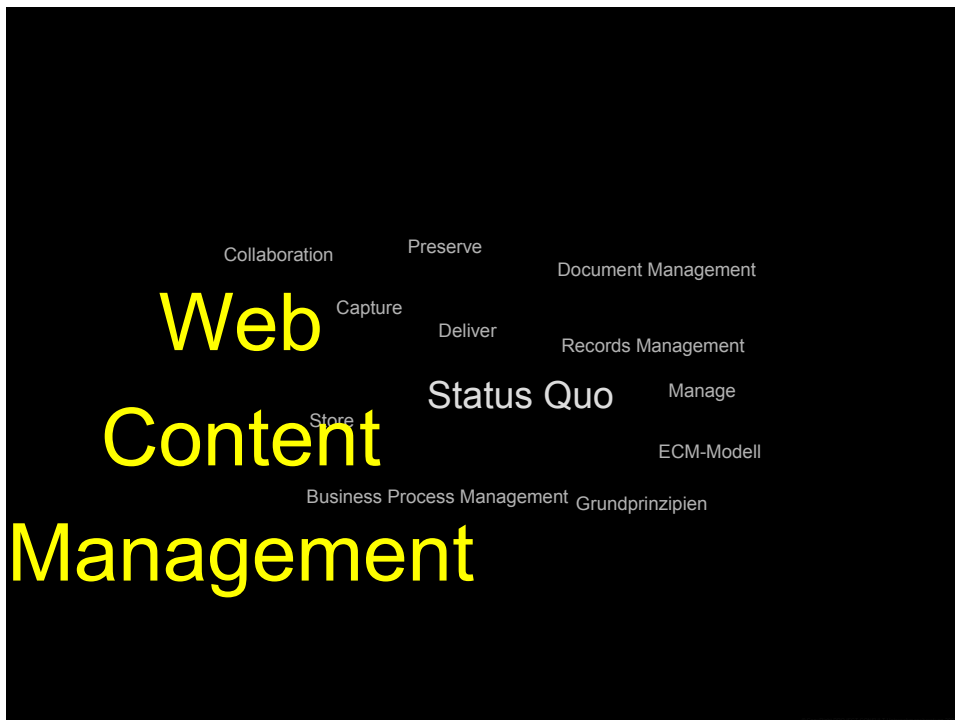 Preserve
Collaboration
Document Management
Web
Capture
Deliver
Records Management
Manage
Status Quo
Store
Content
ECM-Modell
Business Process Management
Grundprinzipien
Management